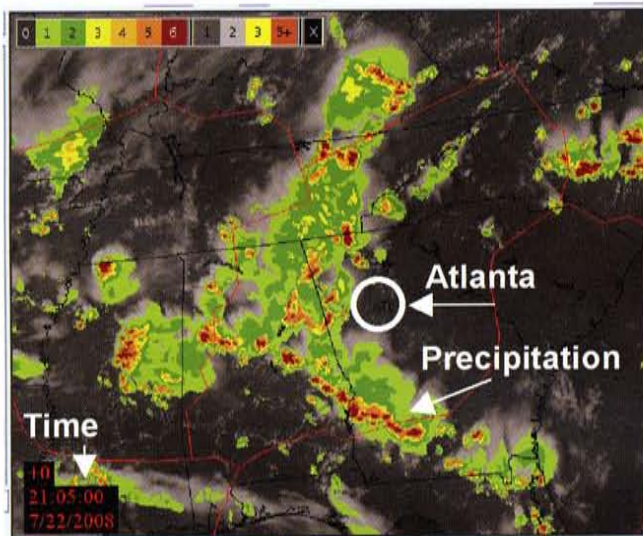 0 1 2 3 4 5 6 1 2 3 5+ X
Atlanta
Precipitation
Time
+0
21:05:00
7/22/2008